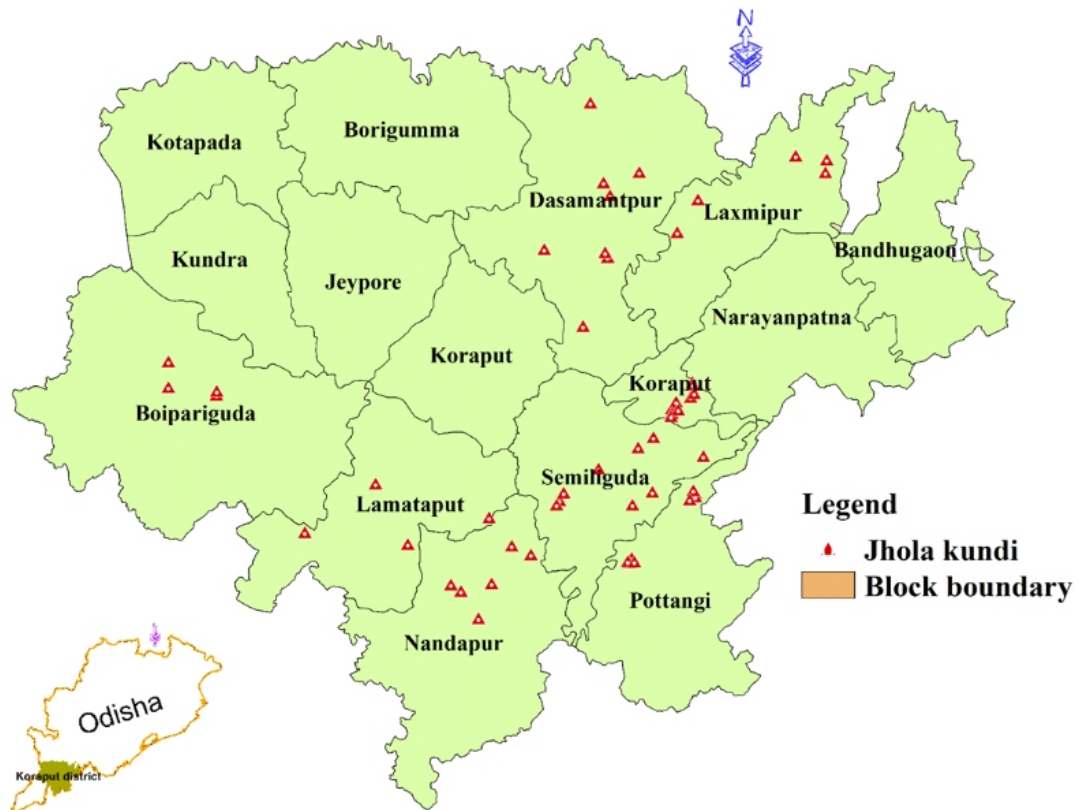 N
Kotapada
Borigumma
Dasamantpur
Laxmipur
Bandhugaon
Kundra
Jeypore
Narayanpatna
Koraput
Koraput
Boipariguda
Semiliguda
Lamataput
Pottangi
Nandapur
Legend
Jhola kundi
Block boundary
Odisha
Koraput district